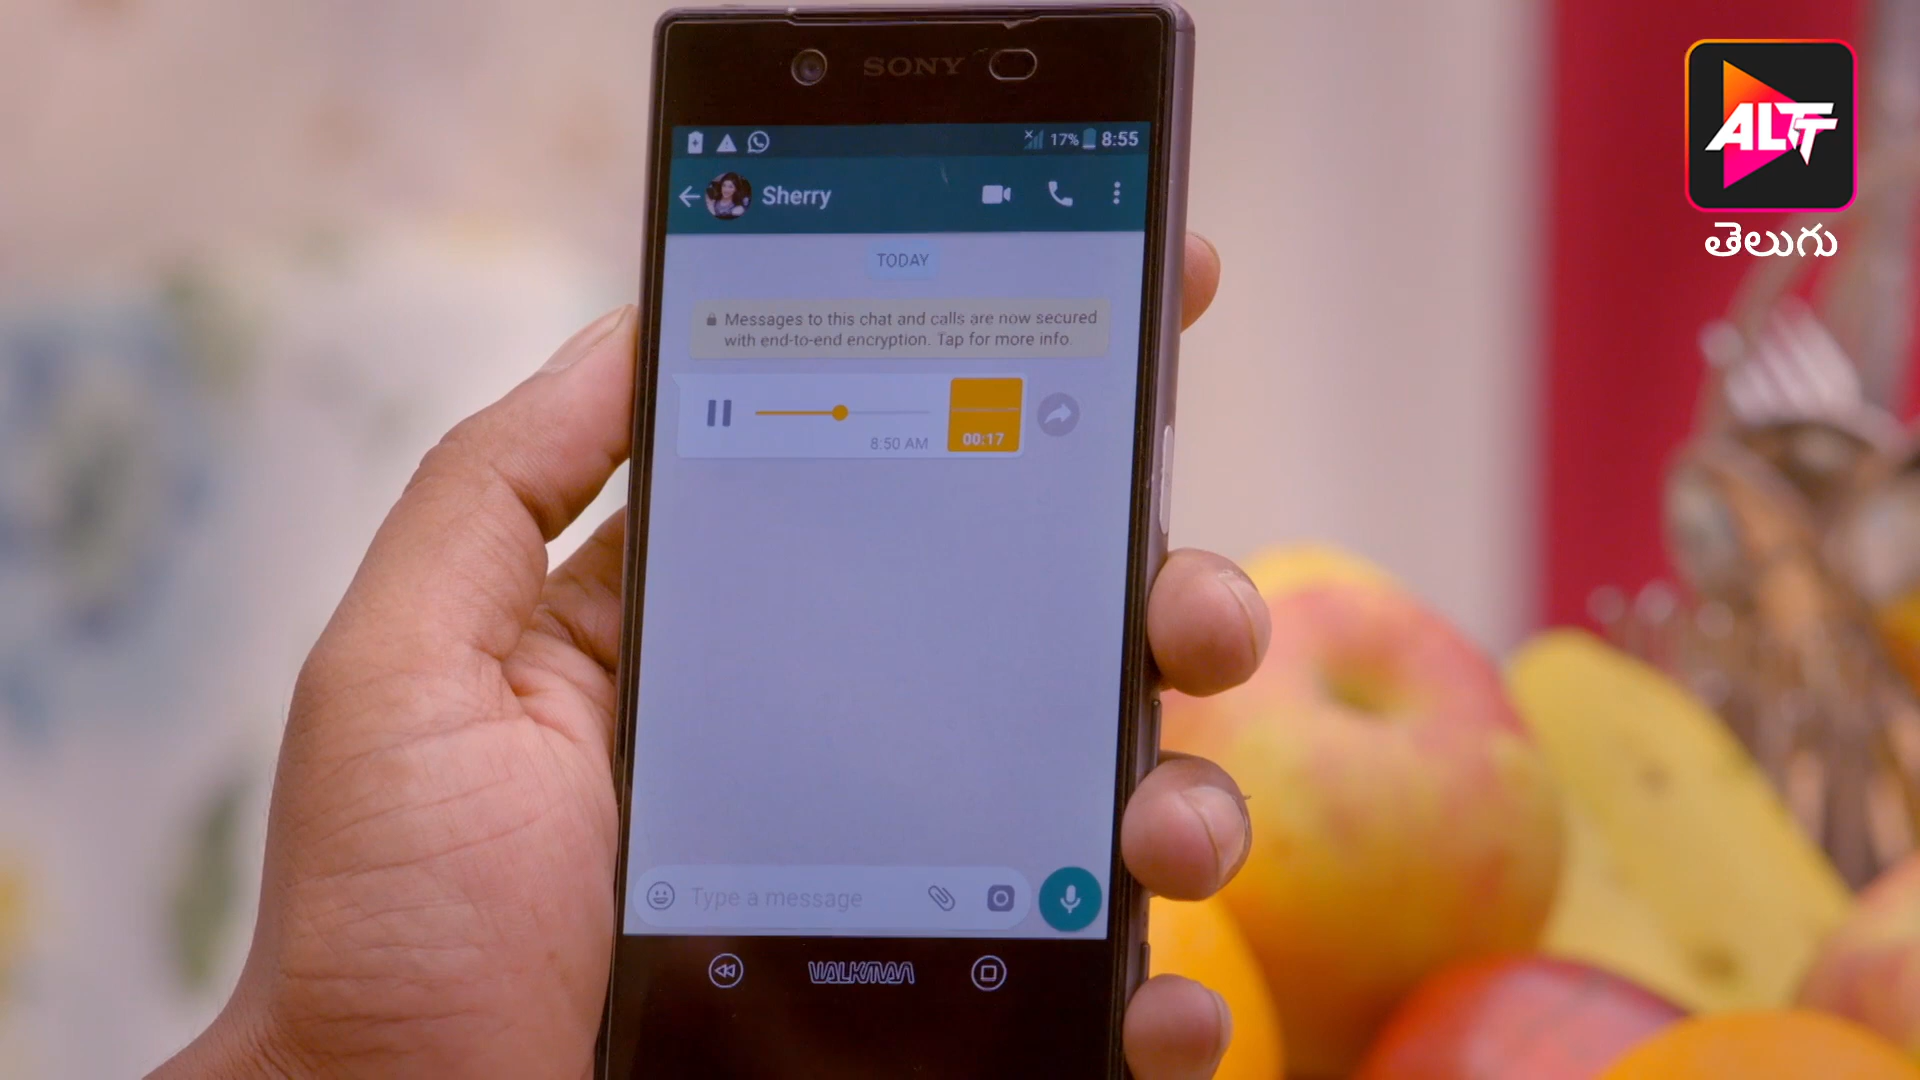 SONY
17% 8:55
Sherry
TODAY
Messages to this chat and calls are now secured
with end-to-end encryption. Tap for more info.
8:50 AM
00:17
Type a message
WALKMAN
ALTT
తెలుగు